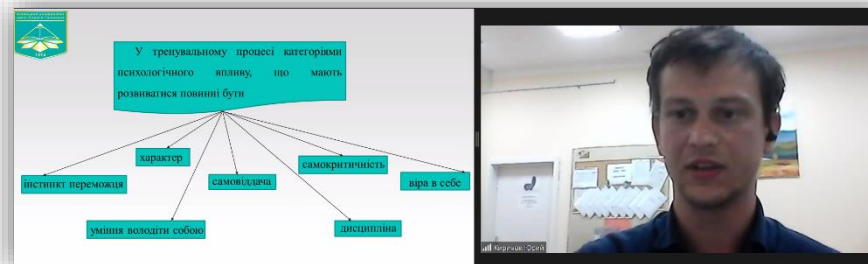 У тренувальному процесі категоріями
психологічного впливу, що мають
розвиватися повинні бути
характер
самокритичність
інстинкт переможця
самовіддача
віра в себе
уміння володіти собою
дисципліна
Юрій